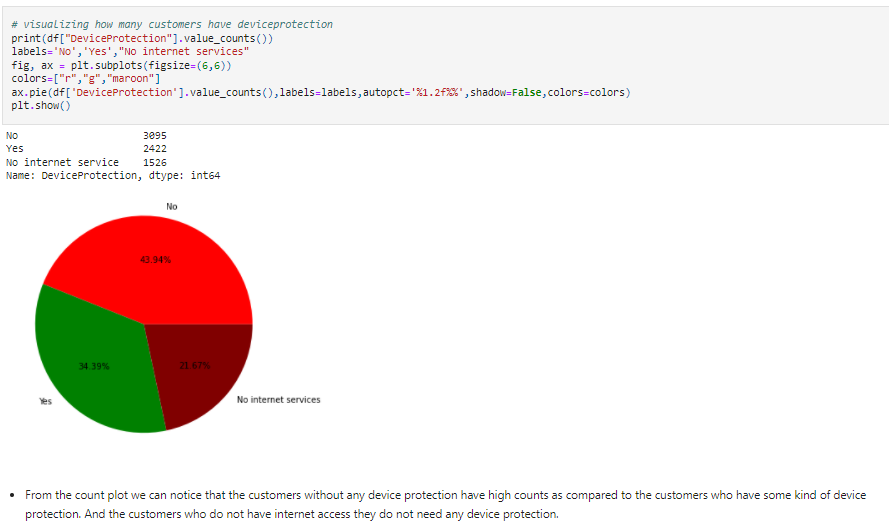 # visualizing how many customers have deviceprotection
print(df["DeviceProtection"].value_counts())
labels='No','Yes',"No internet services"
fig, ax = plt.subplots(figsize=(6,6))
colors=["r","g","maroon"]
ax.pie(df['DeviceProtection'].value_counts(),labels=labels,autopct='%1.2f%%',shadow=False,colors=colors)
plt.show()
No 3095
Yes 2422
No internet service 1526
Name: DeviceProtection, dtype: int64
No
43.94%
34.39%
21.67%
Yes
No internet services
• From the count plot we can notice that the customers without any device protection have high counts as compared to the customers who have some kind of device
protection. And the customers who do not have internet access they do not need any device protection.